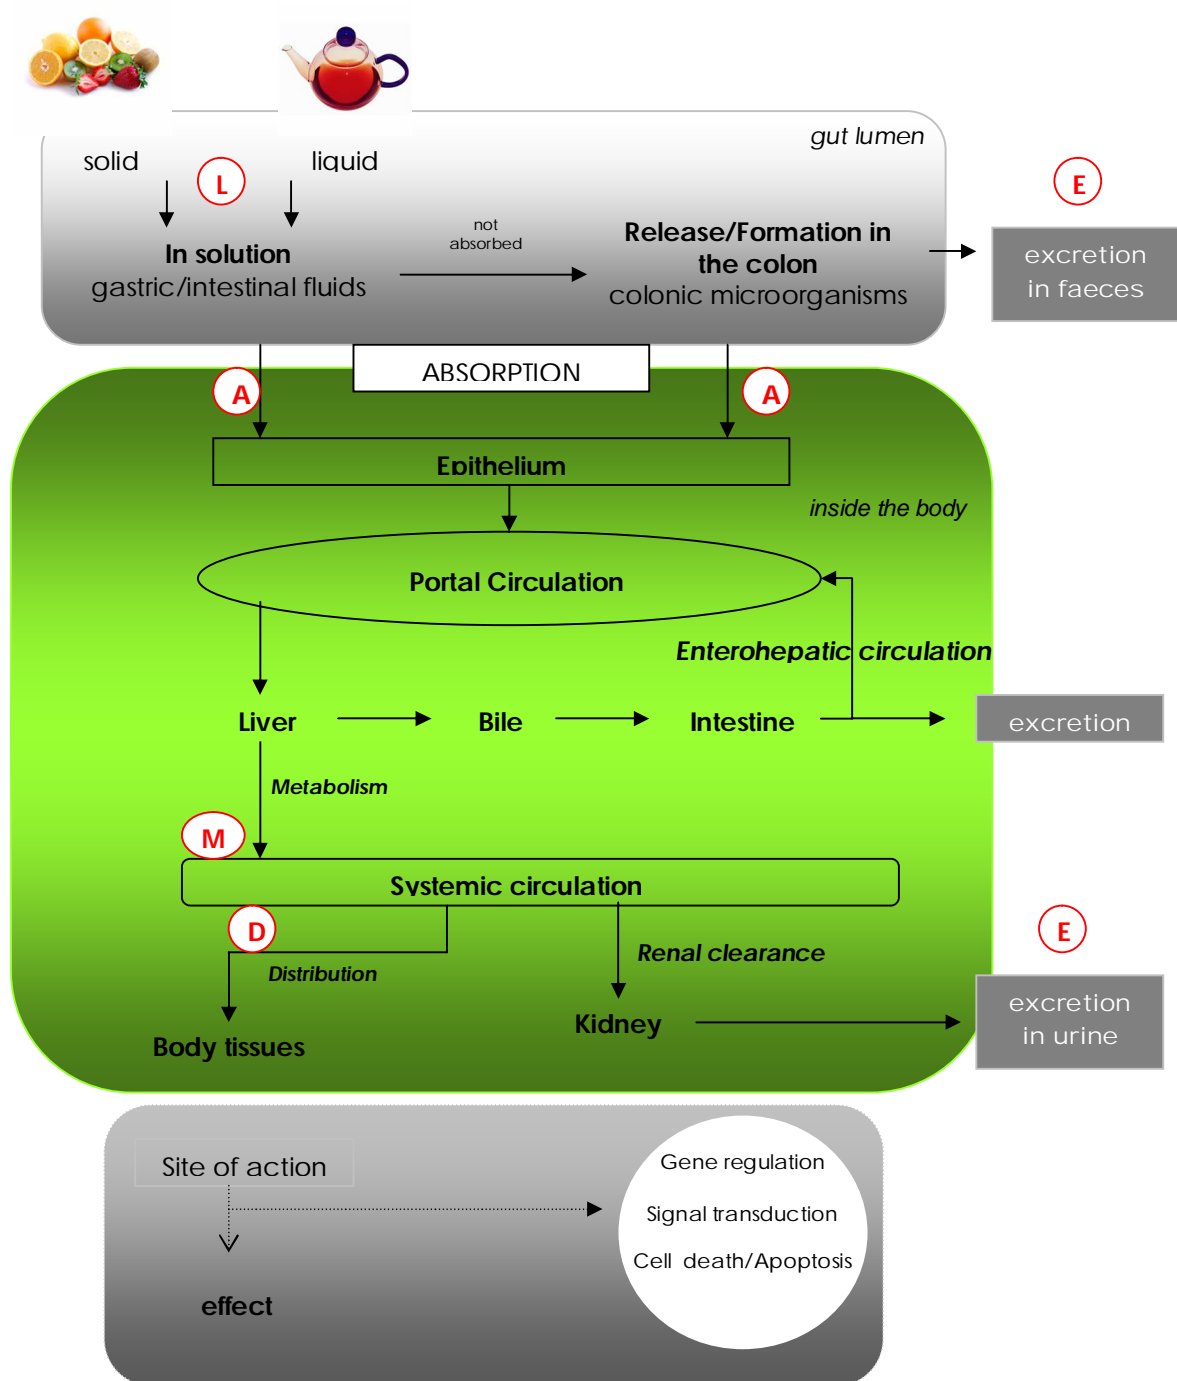 gut lumen
solid
liquid
L
E
not
absorbed
In solution
gastric/intestinal fluids
Release/Formation in
the colon
colonic microorganisms
excretion
in faeces
ABSORPTION
A
A
Epithelium
inside the body
Portal Circulation
Enterohepatic circulation
Liver
Bile
Intestine
excretion
Metabolism
M
Systemic circulation
D
E
Distribution
Renal clearance
Body tissues
Kidney
excretion
in urine
Site of action
Gene regulation
Signal transduction
Cell death/Apoptosis
effect